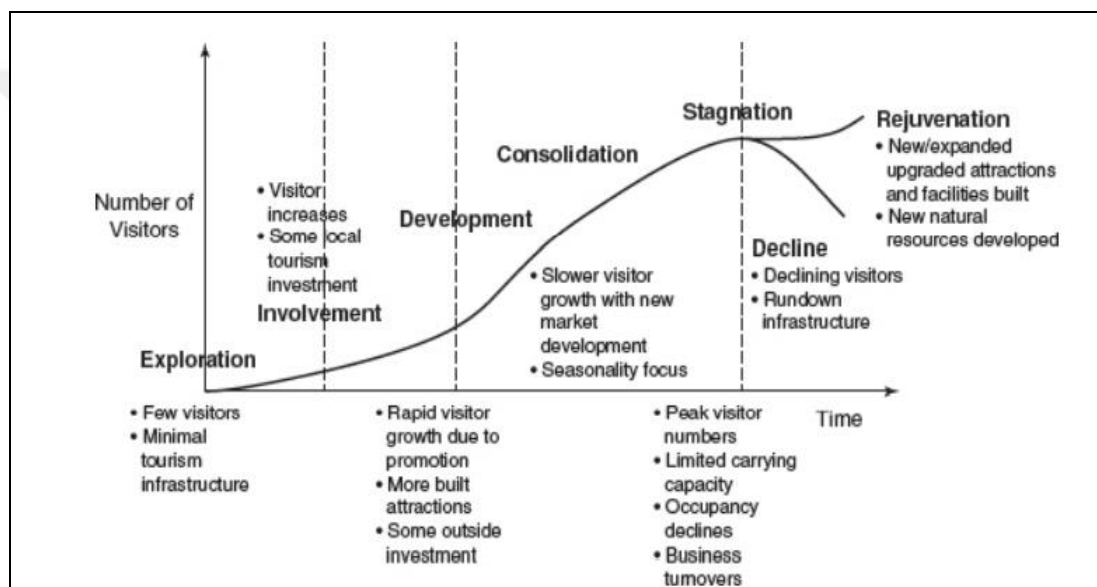 Number of
Visitors
Exploration
• Few visitors
• Minimal
tourism
infrastructure
• Visitor
increases
• Some local
tourism
investment
Involvement
Development
• Rapid visitor
growth due to
promotion
• More built
attractions
• Some outside
investment
Consolidation
• Slower visitor
growth with new
market
development
• Seasonality focus
Stagnation
• Peak visitor
numbers
• Limited carrying
capacity
• Occupancy
declines
• Business
turnovers
Decline
• Declining visitors
• Rundown
infrastructure
Rejuvenation
• New/expanded
upgraded attractions
and facilities built
• New natural
resources developed
Time